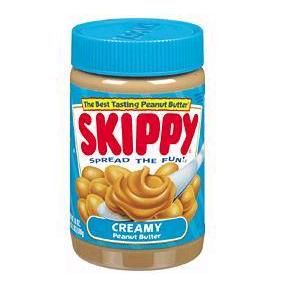 The Best Tasting Peanut Butter
SKIPPY
SPREAD THE FUN!
CREAMY
Peanut Butter